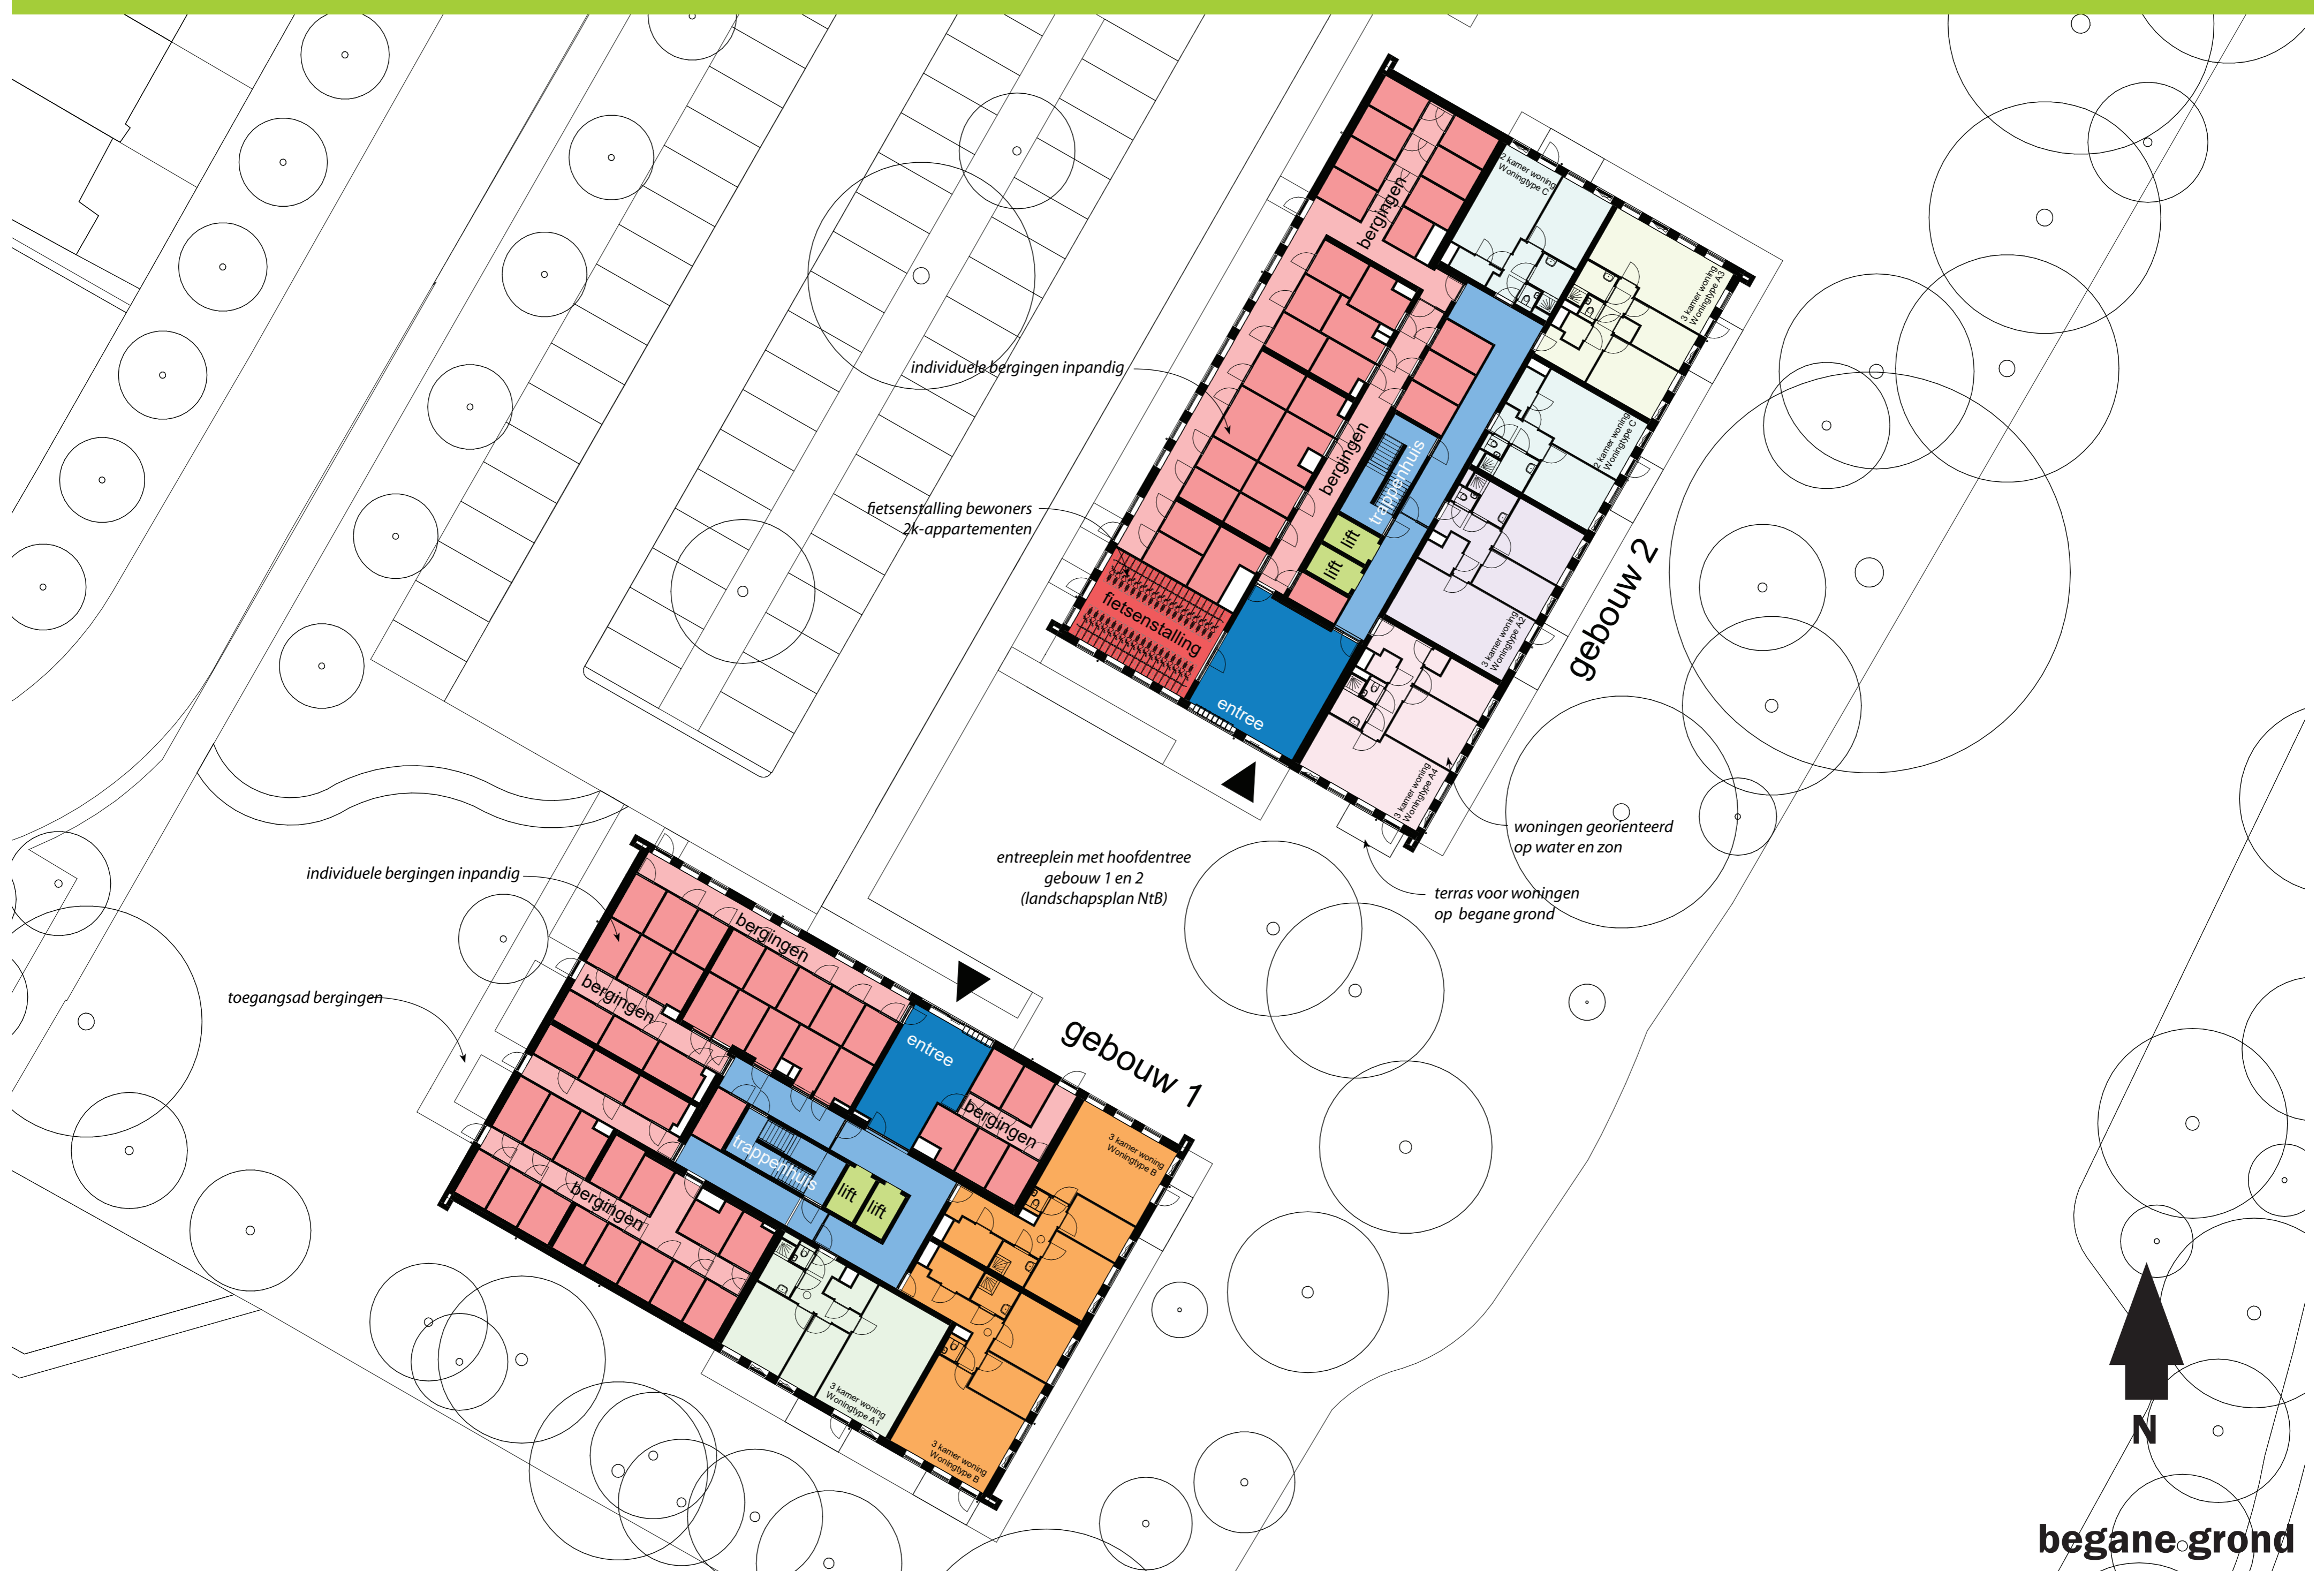 2 kamer woning
Woningtype C
bergingen
3 kamer woning
Woningtype A3
individuele bergingen inpandig
bergingen
trappenhuis
2 kamer woning
Woningtype C
fietsenstalling bewoners
2k-appartementen
lift
lift
fietsenstalling
3 kamer woning
Woningtype A2
gebouw 2
entree
3 kamer woning
Woningtype A4
woningen georienteerd
op water en zon
entreeplein met hoofdentree
gebouw 1 en 2
(landschapsplan NtB)
terras voor woningen
op begane grond
individuele bergingen inpandig
bergingen
toegangsad bergingen
bergingen
entree
gebouw 1
bergingen
3 kamer woning
Woningtype B
trappenhuis
lift
lift
bergingen
3 kamer woning
Woningtype A1
3 kamer woning
Woningtype B
N
begane grond